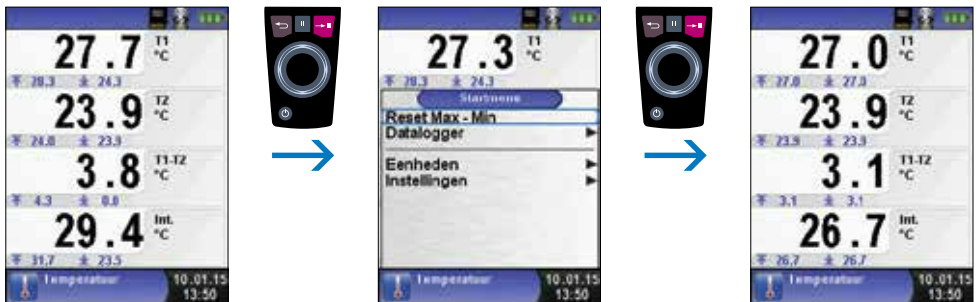 27.7 T1 °C
28.3 24.3
23.9 T2 °C
24.0 23.9
3.8 T1-T2 °C
4.3 0.0
29.4 Int. °C
31,7 23.5
Temperatuur 10.01.15
13:50
27.3 T1 °C
28.3 24.3
Startmenu
Reset Max - Min
Datalogger
Eenheden
Instellingen
Temperatuur 10.01.15
13:50
27.0 T1 °C
27.0 27.0
23.9 T2 °C
23.9 23.9
3.1 T1-T2 °C
3.1 3.1
26.7 Int. °C
26,7 26,7
Temperatuur 10.01.15
13:50